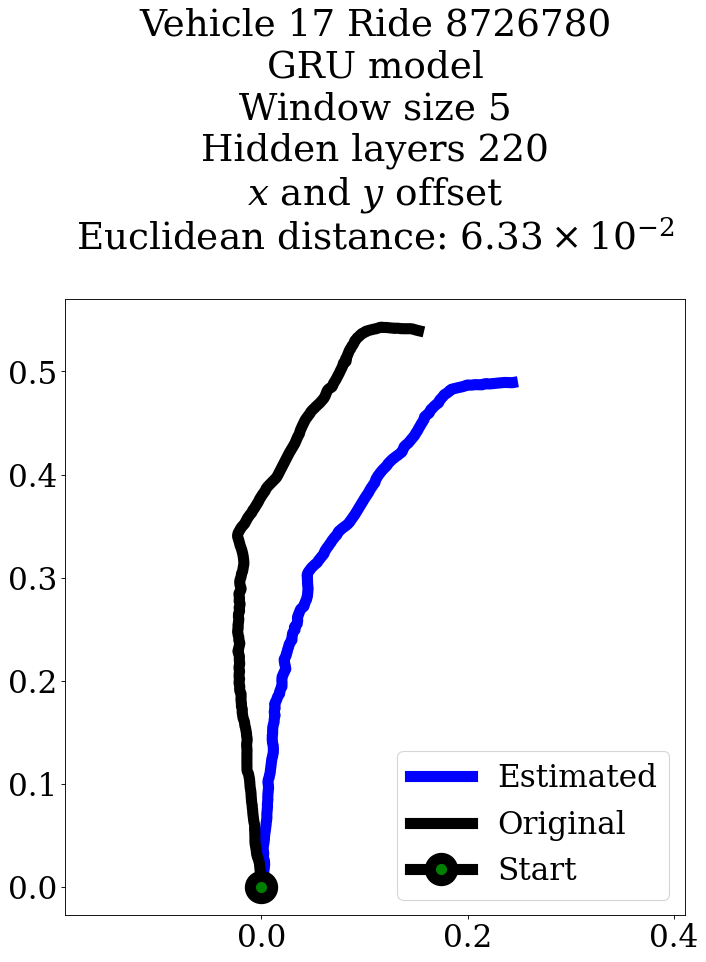 Vehicle 17 Ride 8726780
GRU model
Window size 5
Hidden layers 220
x and y offset
Euclidean distance: 6.33 × 10⁻²
0.5
0.4
0.3
0.2
0.1
0.0
Estimated
Original
Start
0.0 0.2 0.4